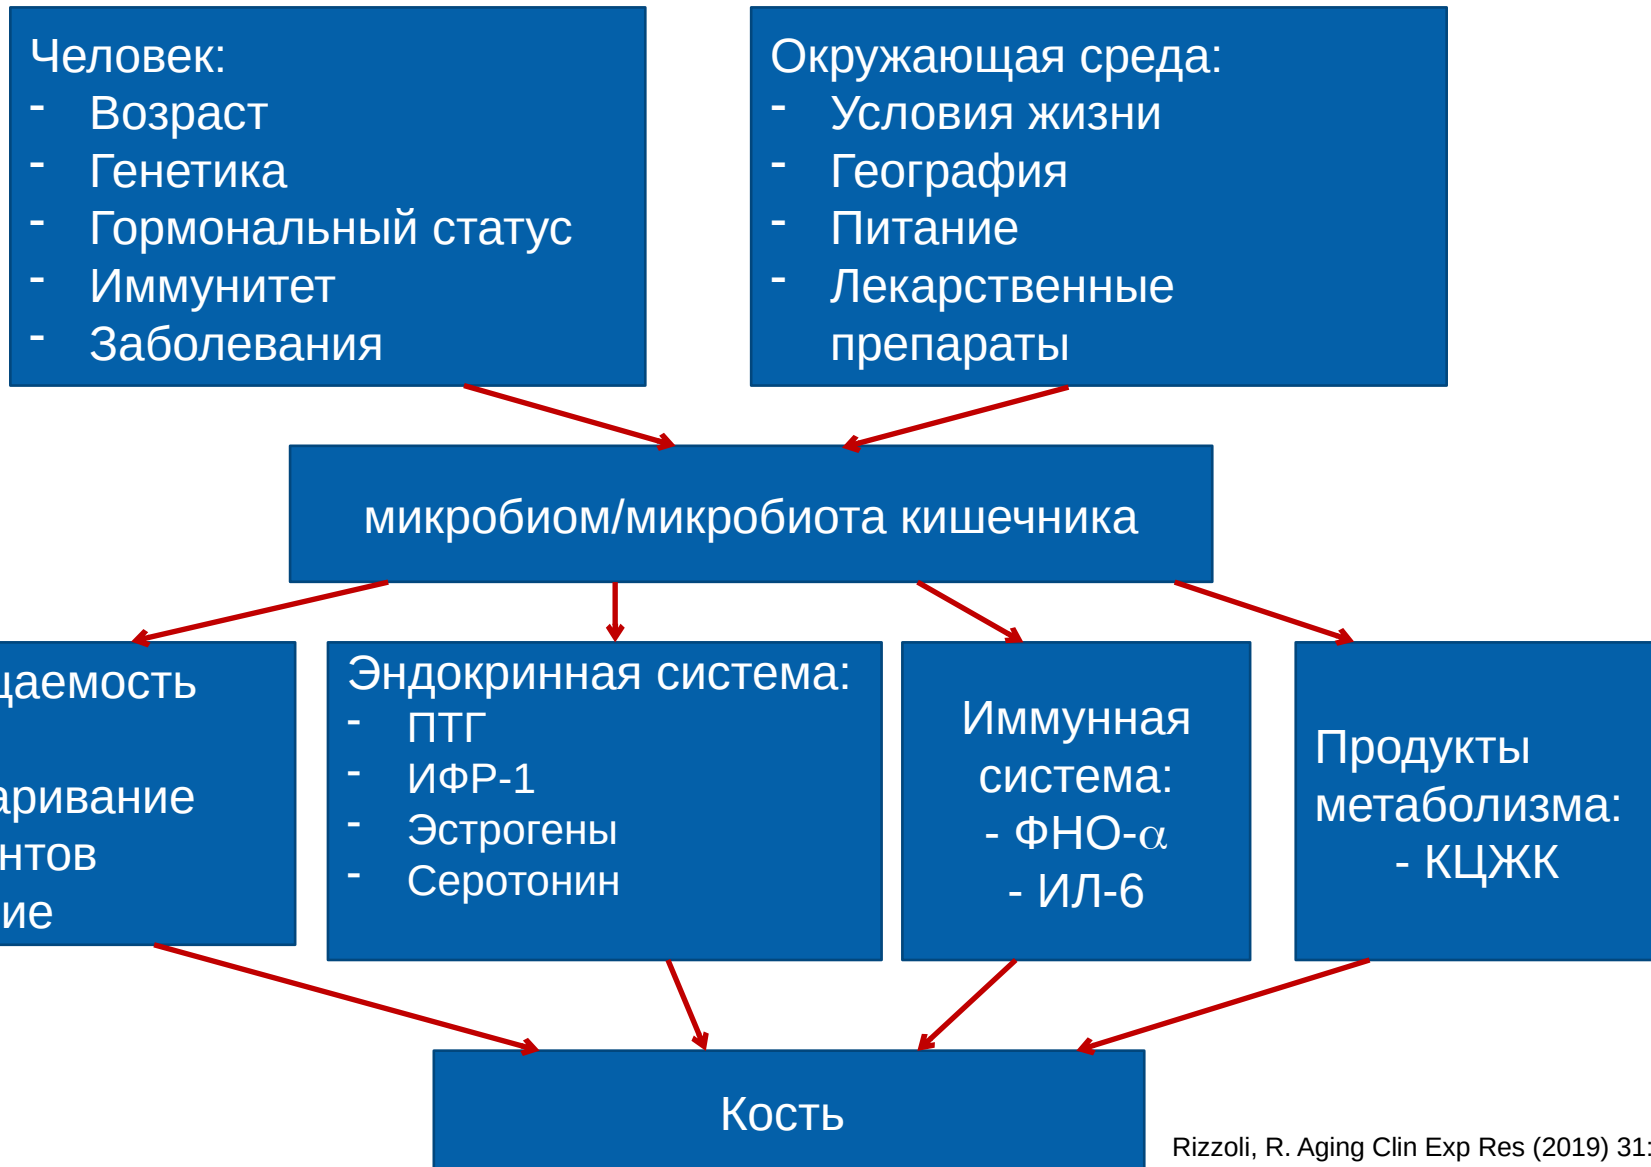 Человек:
- Возраст
- Генетика
- Гормональный статус
- Иммунитет
- Заболевания
Окружающая среда:
- Условия жизни
- География
- Питание
- Лекарственные
препараты
микробиом/микробиота кишечника
цаемость
аривание
нтов
ие
Эндокринная система:
- ПТГ
- ИФР-1
- Эстрогены
- Серотонин
Иммунная
система:
- ФНО-α
- ИЛ-6
Продукты
метаболизма:
- КЦЖК
Кость
Rizzoli, R. Aging Clin Exp Res (2019) 31: